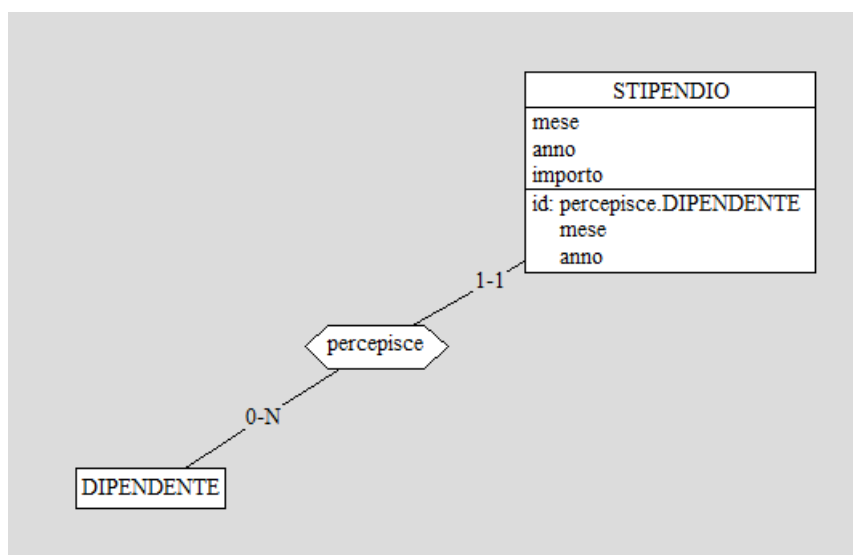 STIPENDIO
mese
anno
importo
id: percepisce.DIPENDENTE
mese
anno
1-1
percepisce
0-N
DIPENDENTE